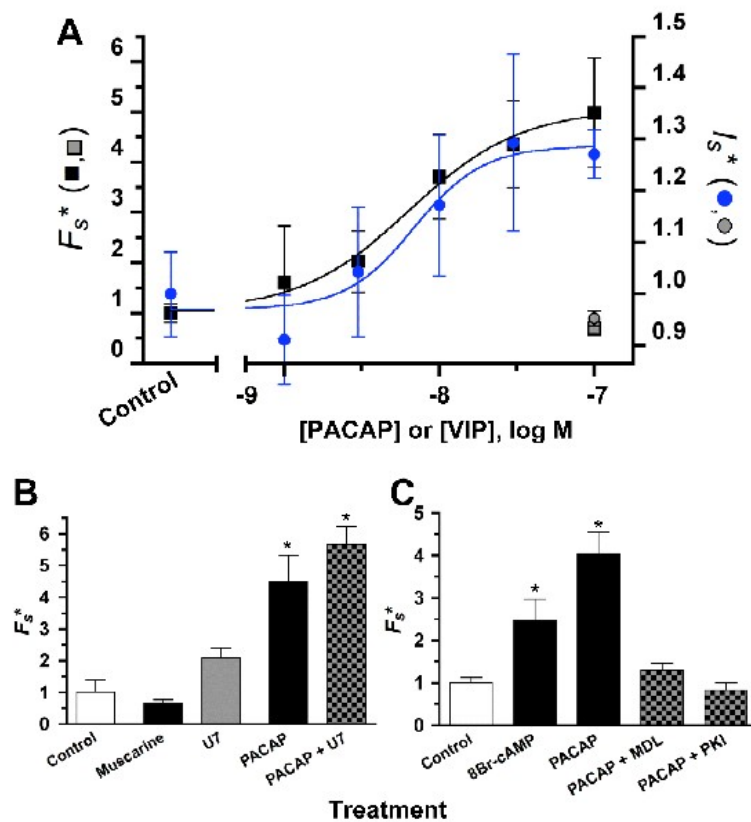 A
6
5
4
3
2
1
0
Fs* (■,■)
1.5
1.4
1.3
1.2
1.1
1.0
0.9
Is* (●,●)
Control
-9
-8
-7
[PACAP] or [VIP], log M
B
6
5
4
3
2
1
0
Fs*
Control
Muscarine
U7
PACAP
PACAP + U7
*
*
C
5
4
3
2
1
0
Fs*
Control
8Br-cAMP
PACAP
PACAP + MDL
PACAP + PKI
*
*
Treatment